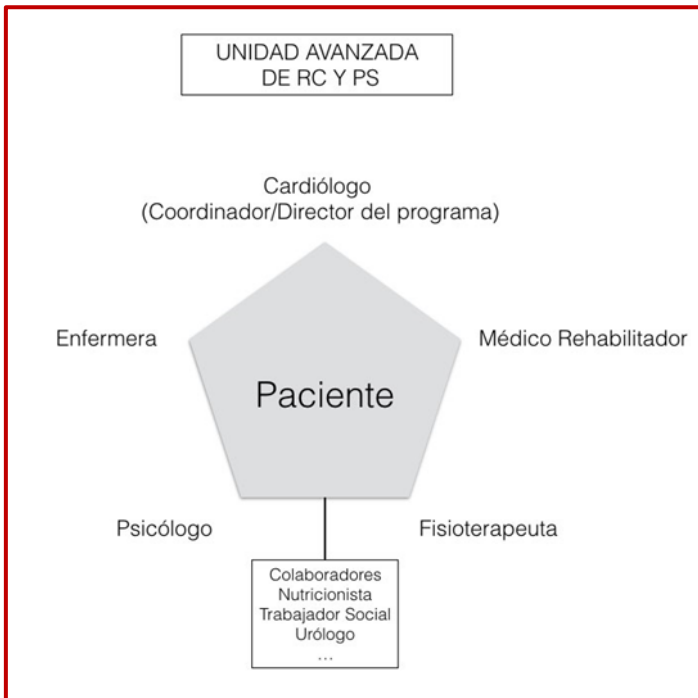 UNIDAD AVANZADA
DE RC Y PS
Cardiólogo
(Coordinador/Director del programa)
Enfermera
Médico Rehabilitador
Paciente
Psicólogo
Fisioterapeuta
Colaboradores
Nutricionista
Trabajador Social
Urólogo
...